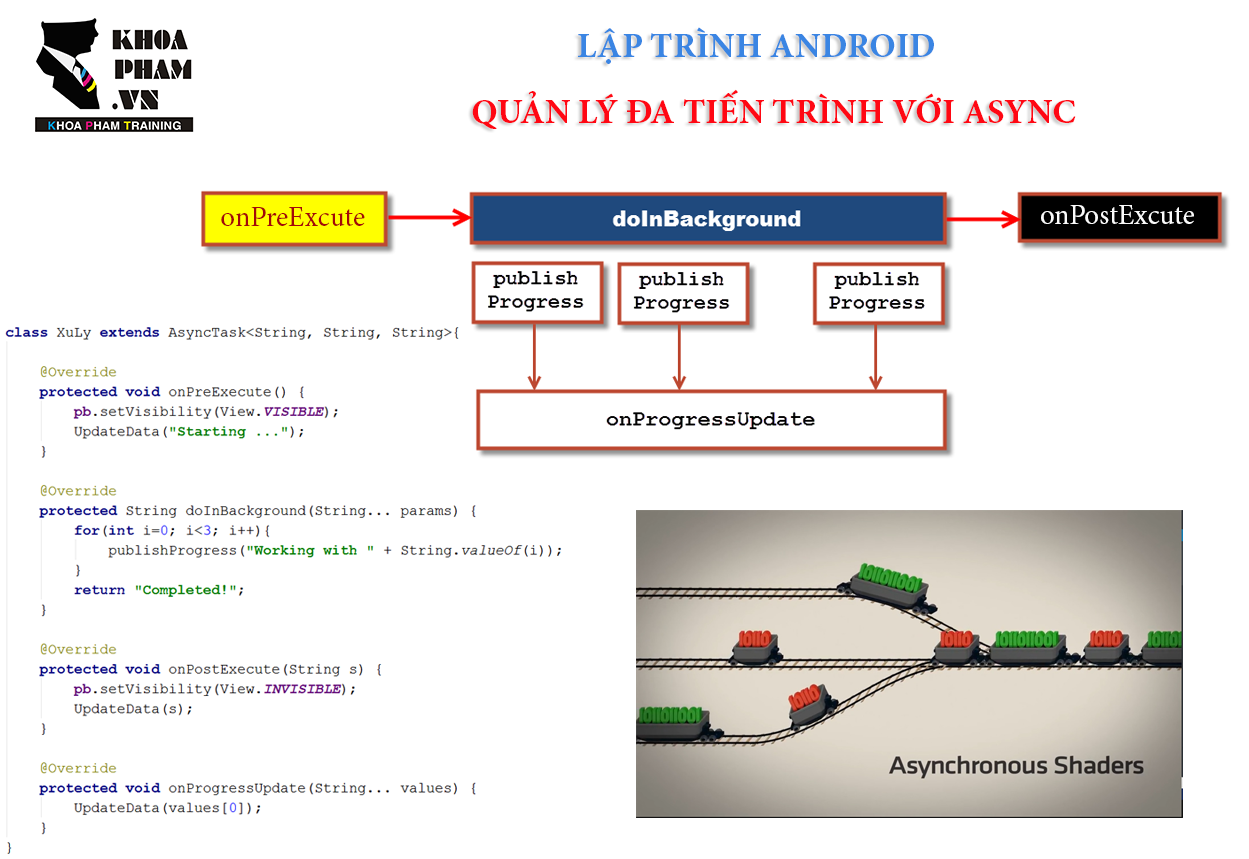 KHOA
PHAM
.VN
KHOA PHAM TRAINING
LẬP TRÌNH ANDROID
QUẢN LÝ ĐA TIẾN TRÌNH VỚI ASYNC
onPreExcute
doInBackground
onPostExcute
publish
Progress
publish
Progress
publish
Progress
onProgressUpdate
class XuLy extends AsyncTask<String, String, String>{
@Override
protected void onPreExecute() {
pb.setVisibility(View.VISIBLE);
UpdateData("Starting ...");
}
@Override
protected String doInBackground(String... params) {
for(int i=0; i<3; i++){
publishProgress("Working with " + String.valueOf(i));
}
return "Completed!";
}
@Override
protected void onPostExecute(String s) {
pb.setVisibility(View.INVISIBLE);
UpdateData(s);
}
@Override
protected void onProgressUpdate(String... values) {
UpdateData(values[0]);
}
}
Asynchronous Shaders